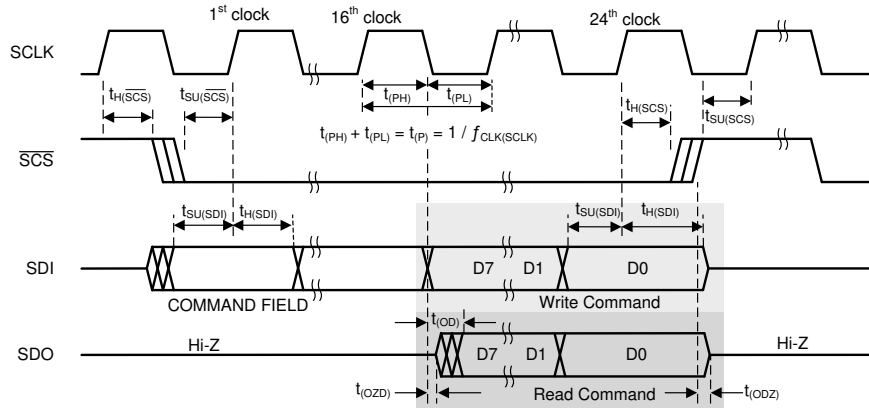 1st clock 16th clock 24th clock
SCLK
tH(SCS) tSU(SCS) t(PH) t(PL) tH(SCS) tSU(SCS)
t(PH) + t(PL) = t(P) = 1 / fCLK(SCLK)
SCS
tSU(SDI) tH(SDI) tSU(SDI) tH(SDI)
SDI D7 D1 D0
COMMAND FIELD Write Command
t(OD)
Hi-Z Hi-Z
SDO D7 D1 D0
t(OZD) Read Command t(ODZ)